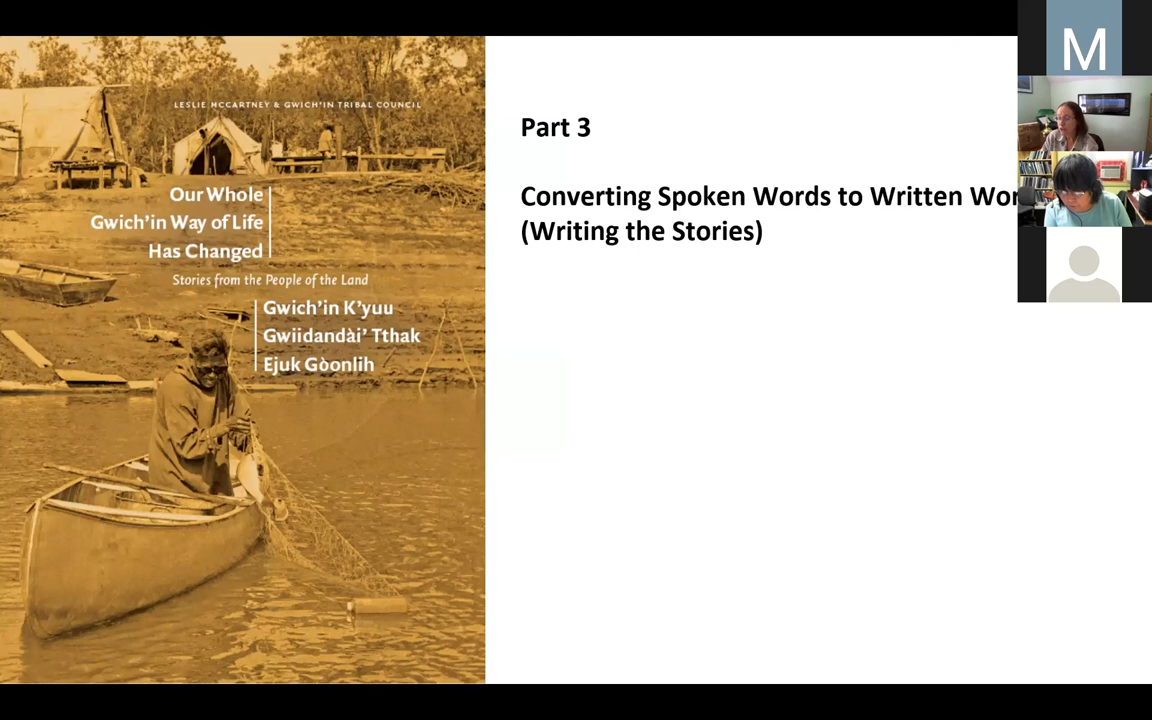 LESLIE MCCARTNEY & GWICH'IN TRIBAL COUNCIL
Our Whole
Gwich'in Way of Life
Has Changed
Stories from the People of the Land
Gwich'in K'yuu
Gwiidandài' Tthak
Ejuk Gòonlih
Part 3
Converting Spoken Words to Written
(Writing the Stories)
M